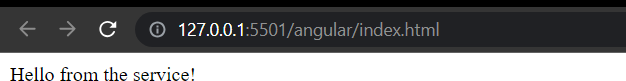 127.0.0.1:5501/angular/index.html
Hello from the service!